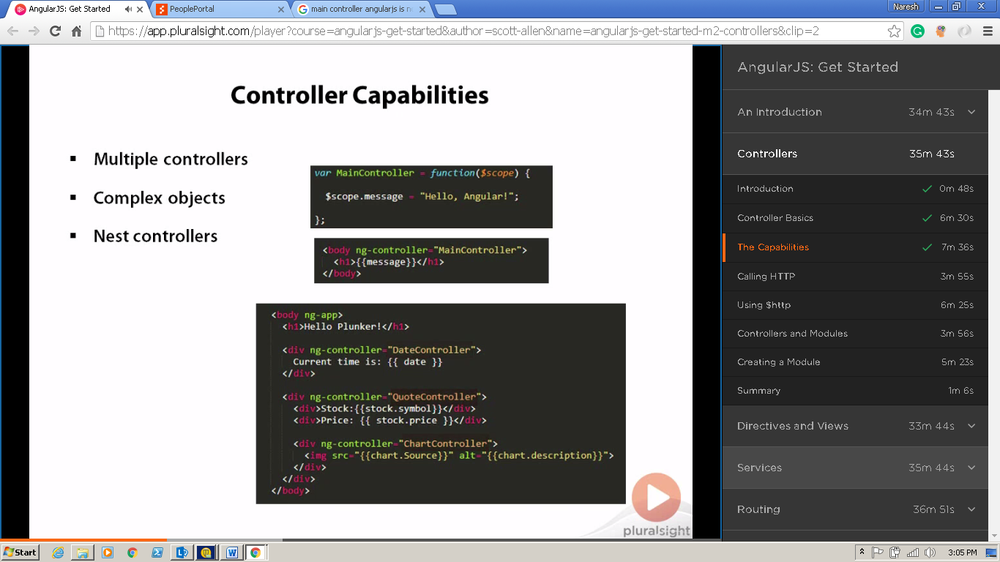 AngularJS: Get Started
PeoplePortal
main controller angularjs is n
Naresh
https://app.pluralsight.com/player?course=angularjs-get-started&author=scott-allen&name=angularjs-get-started-m2-controllers&clip=2
Controller Capabilities
Multiple controllers
Complex objects
Nest controllers
var MainController = function($scope) {
$scope.message = "Hello, Angular!";
};
<body ng-controller="MainController">
<h1>{{message}}</h1>
</body>
<body ng-app>
<h1>Hello Plunker!</h1>
<div ng-controller="DateController">
Current time is: {{ date }}
</div>
<div ng-controller="QuoteController">
<div>Stock:{{stock.symbol}}</div>
<div>Price: {{ stock.price }}</div>
<div ng-controller="ChartController">
<img src="{{chart.Source}}" alt="{{chart.description}}">
</div>
</div>
</body>
pluralsight
AngularJS: Get Started
An Introduction 34m 43s
Controllers 35m 43s
Introduction 0m 48s
Controller Basics 6m 30s
The Capabilities 7m 36s
Calling HTTP 3m 55s
Using $http 6m 25s
Controllers and Modules 3m 56s
Creating a Module 5m 23s
Summary 1m 6s
Directives and Views 33m 44s
Services 35m 44s
Routing 36m 51s
Start
3:05 PM